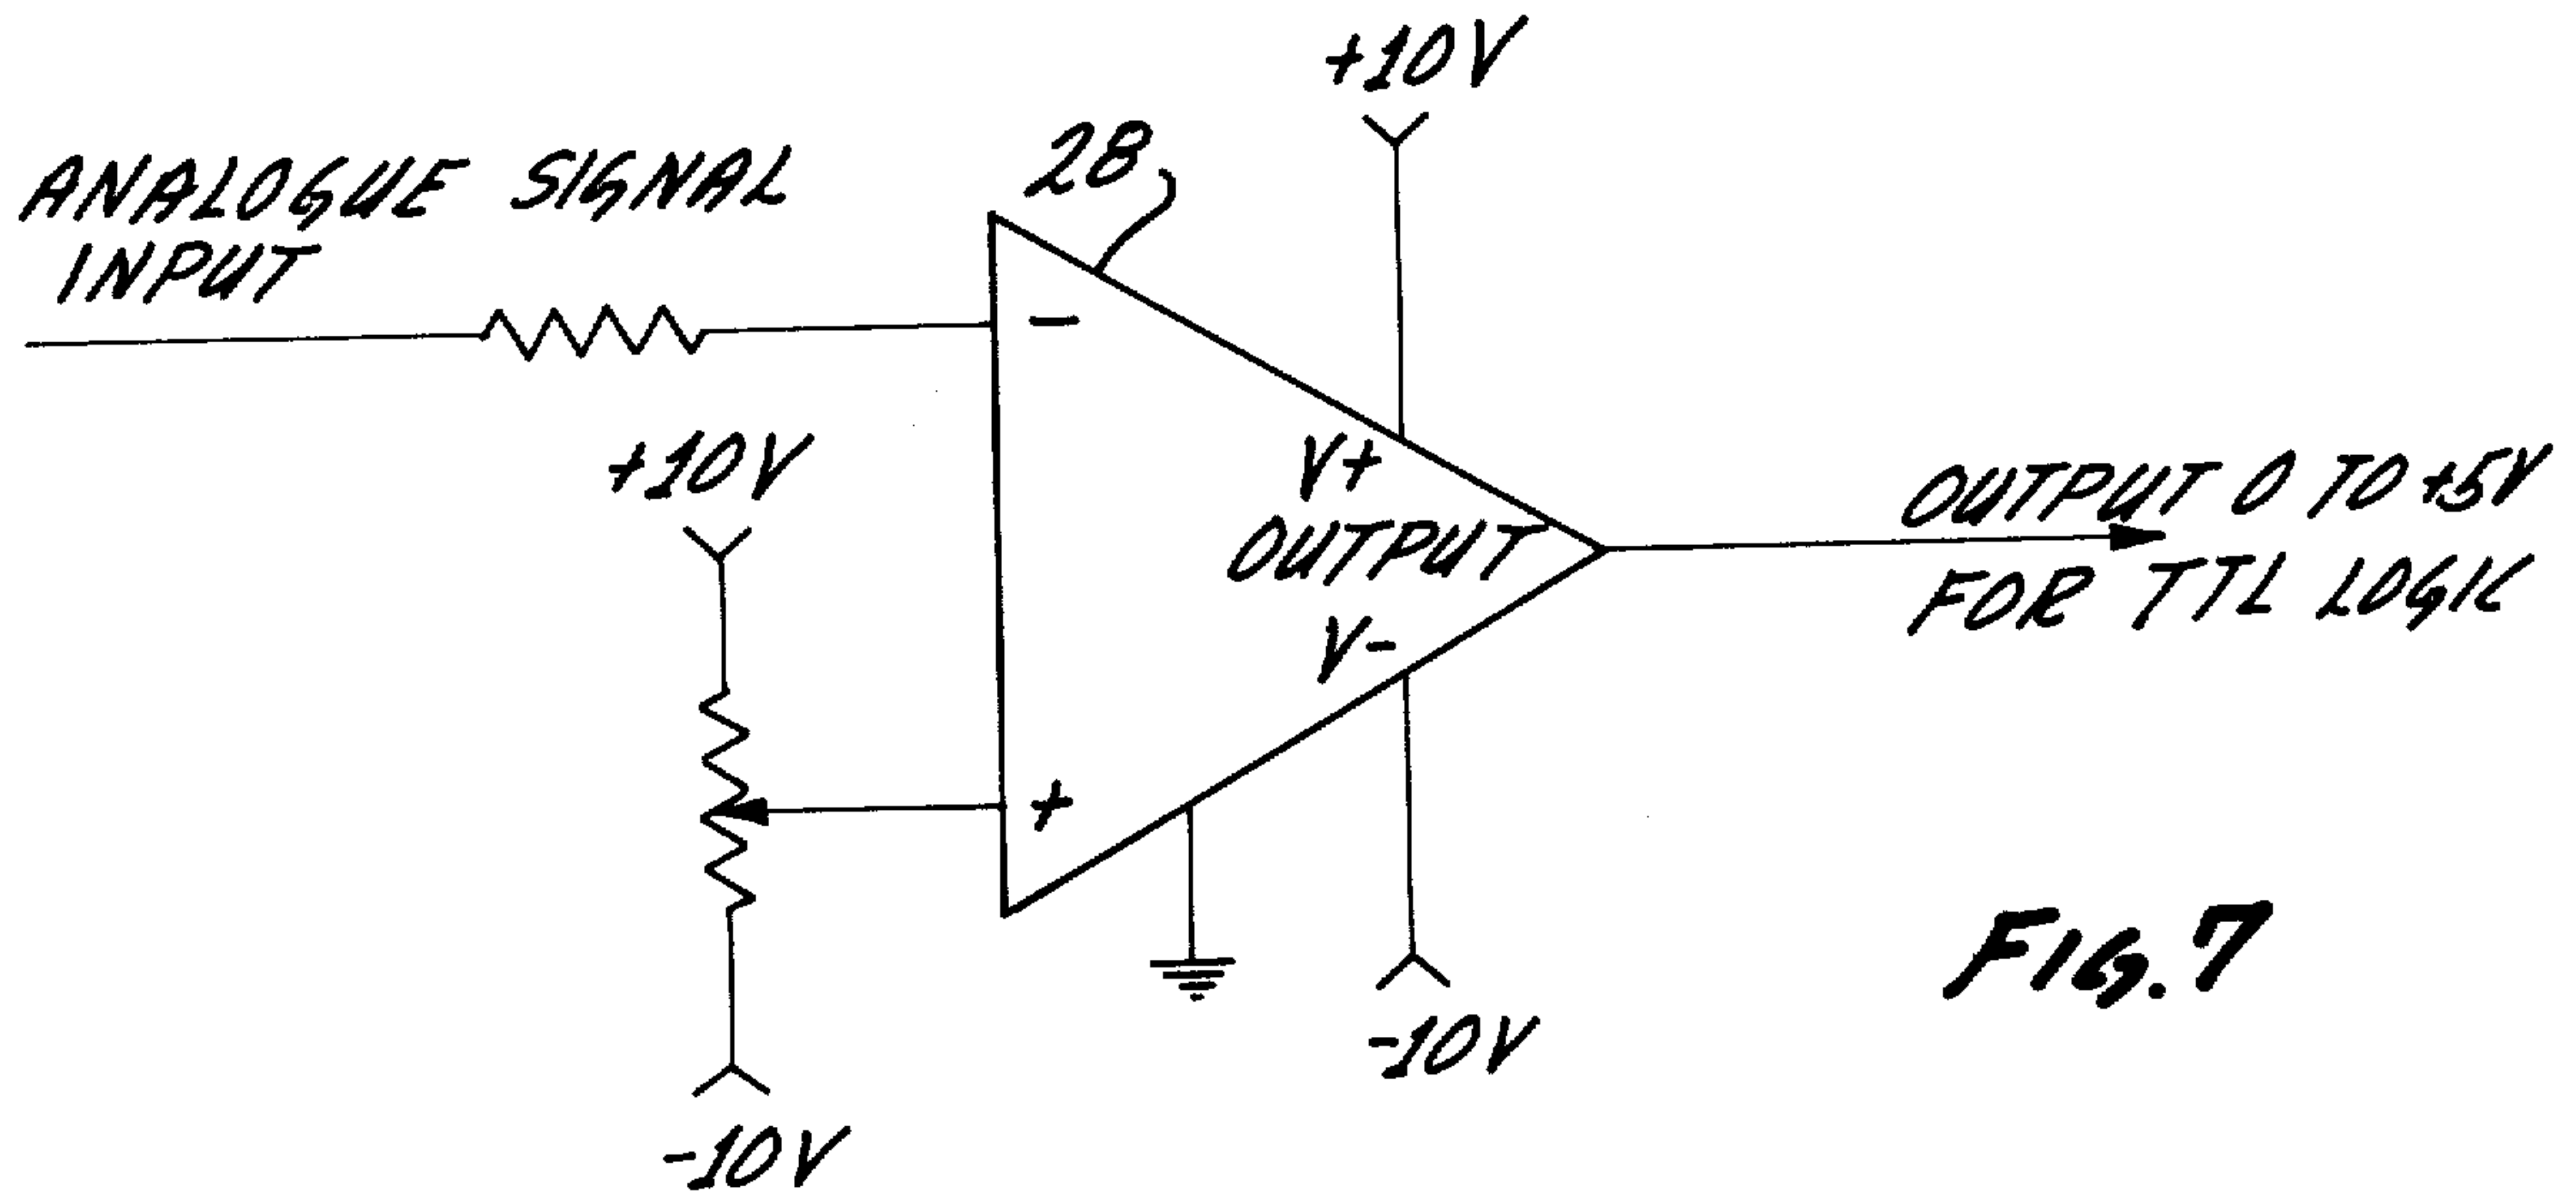 +10V
28
ANALOGUE SIGNAL
INPUT
-
+10V
V+
OUTPUT
V-
OUTPUT 0 TO +5V
FOR TTL LOGIC
+
-10V
-10V
FIG. 7